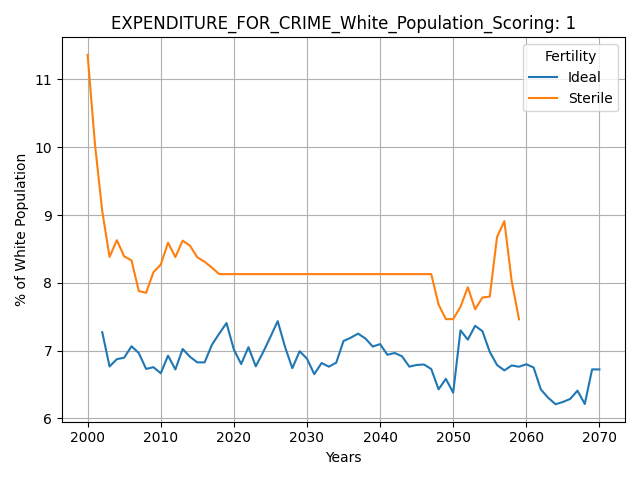 EXPENDITURE_FOR_CRIME_White_Population_Scoring: 1
Fertility
Ideal
Sterile
% of White Population
11
10
9
8
7
6
2000 2010 2020 2030 2040 2050 2060 2070
Years